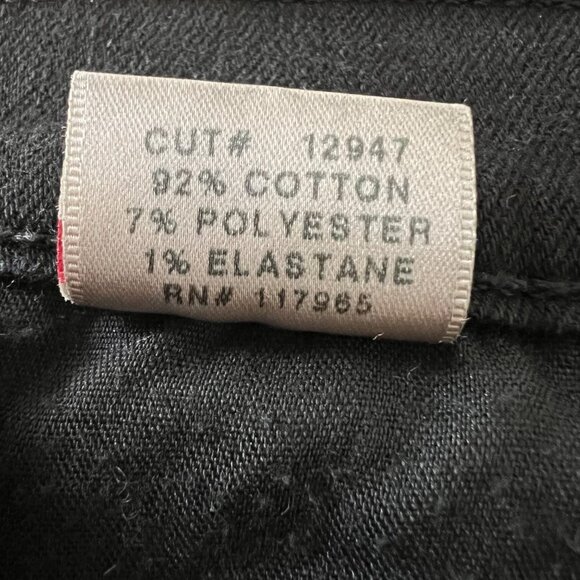 CUT# 12947
92% COTTON
7% POLYESTER
1% ELASTANE
RN# 117965